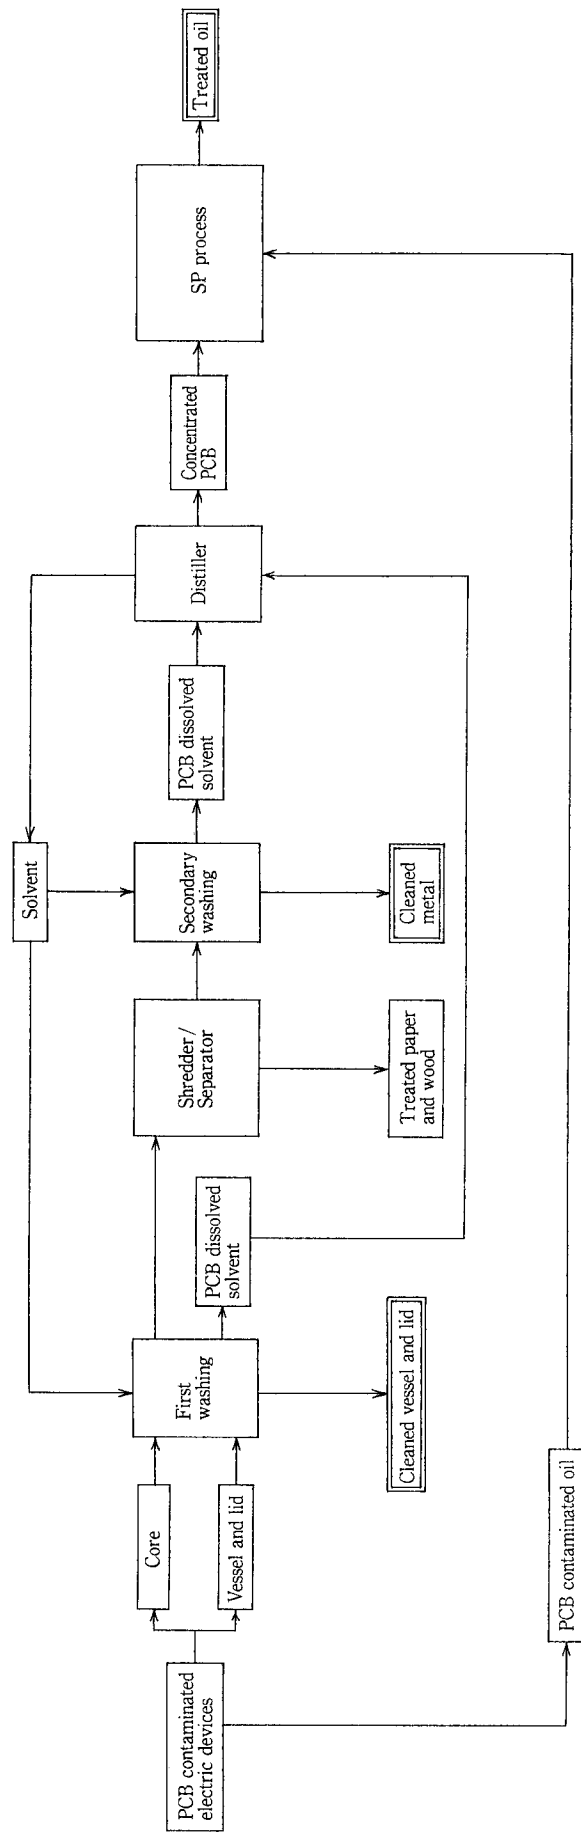 PCB contaminated
electric devices
Core
Vessel and lid
First
washing
PCB dissolved
solvent
Shredder/
Separator
Solvent
Secondary
washing
PCB dissolved
solvent
Distiller
Concentrated
PCB
SP process
Treated oil
Cleaned vessel and lid
Treated paper
and wood
Cleaned
metal
PCB contaminated oil